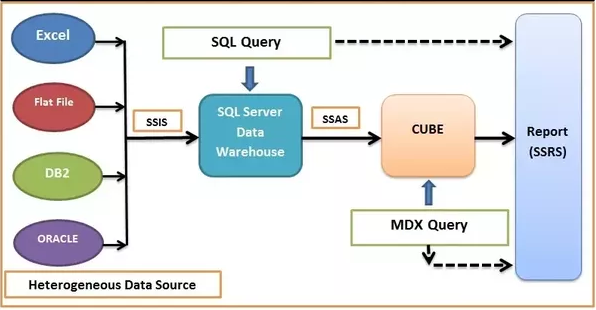 Excel
SQL Query
Flat File
SSIS
SQL Server
Data
Warehouse
SSAS
CUBE
Report
(SSRS)
DB2
MDX Query
ORACLE
Heterogeneous Data Source